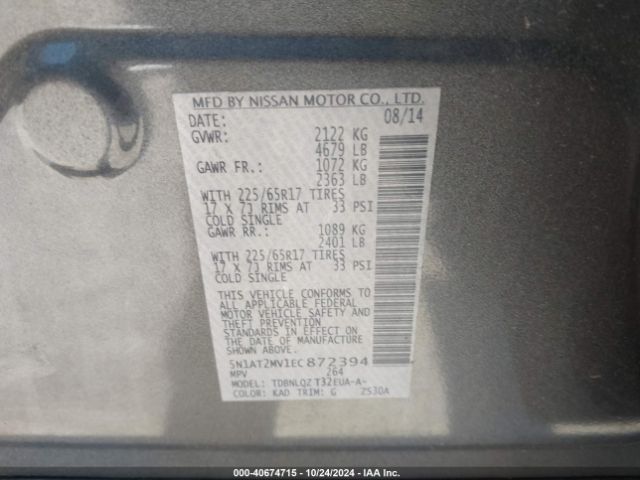 MFD BY NISSAN MOTOR CO., LTD.
DATE: 08/14
GVWR: 2122 KG
4679 LB
GAWR FR.: 1072 KG
2363 LB
WITH 225/65R17 TIRES
17 X 7J RIMS AT 33 PSI
COLD SINGLE
GAWR RR.: 1089 KG
2401 LB
WITH 225/65R17 TIRES
17 X 7J RIMS AT 33 PSI
COLD SINGLE
THIS VEHICLE CONFORMS TO
ALL APPLICABLE FEDERAL
MOTOR VEHICLE SAFETY AND
THEFT PREVENTION
STANDARDS IN EFFECT ON
THE DATE OF MANUFACTURE
SHOWN ABOVE.
5N1AT2MV1EC872394
MPV 264
MODEL: TDBNLQZ T32EUA-A-
COLOR: KAD TRIM: G 2S30A
000-40674715 - 10/24/2024 - IAA Inc.